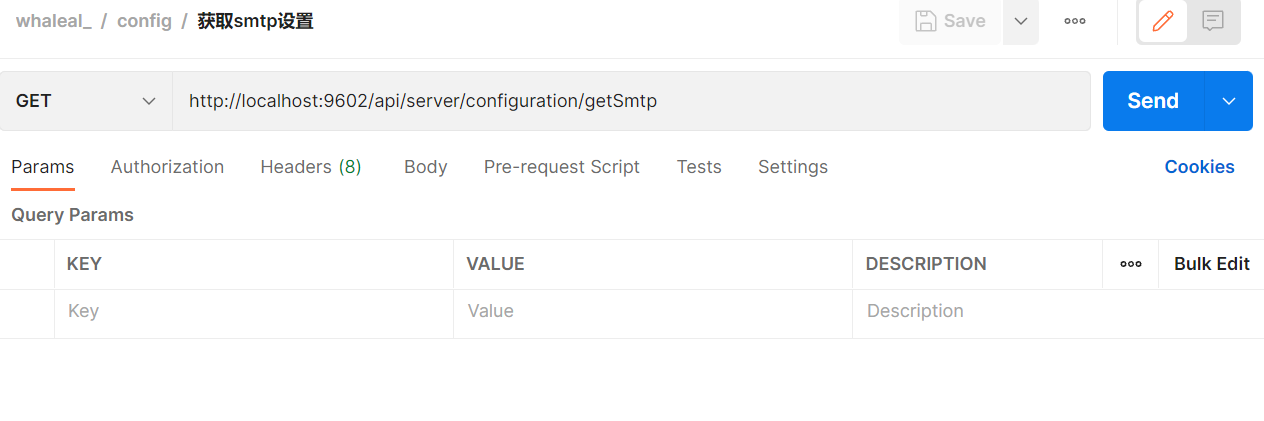 whaleal_ / config / 获取smtp设置 Save
GET http://localhost:9602/api/server/configuration/getSmtp Send
Params Authorization Headers (8) Body Pre-request Script Tests Settings Cookies
Query Params
KEY VALUE DESCRIPTION Bulk Edit
Key Value Description